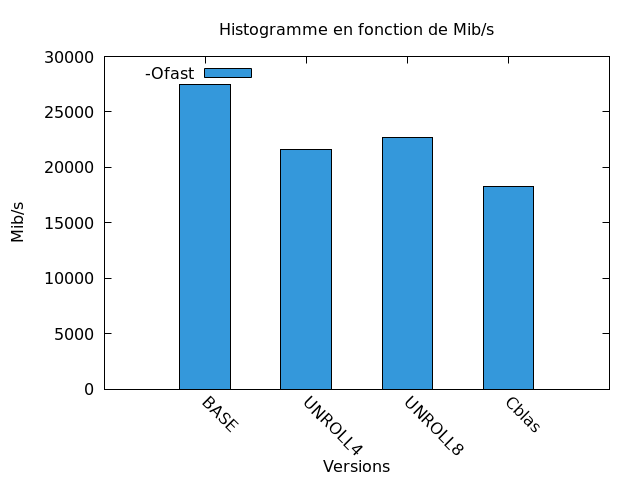 Histogramme en fonction de Mib/s
30000
-Ofast
25000
20000
15000
10000
5000
0
Mib/s
BASE
UNROLL4
UNROLL8
Cblas
Versions